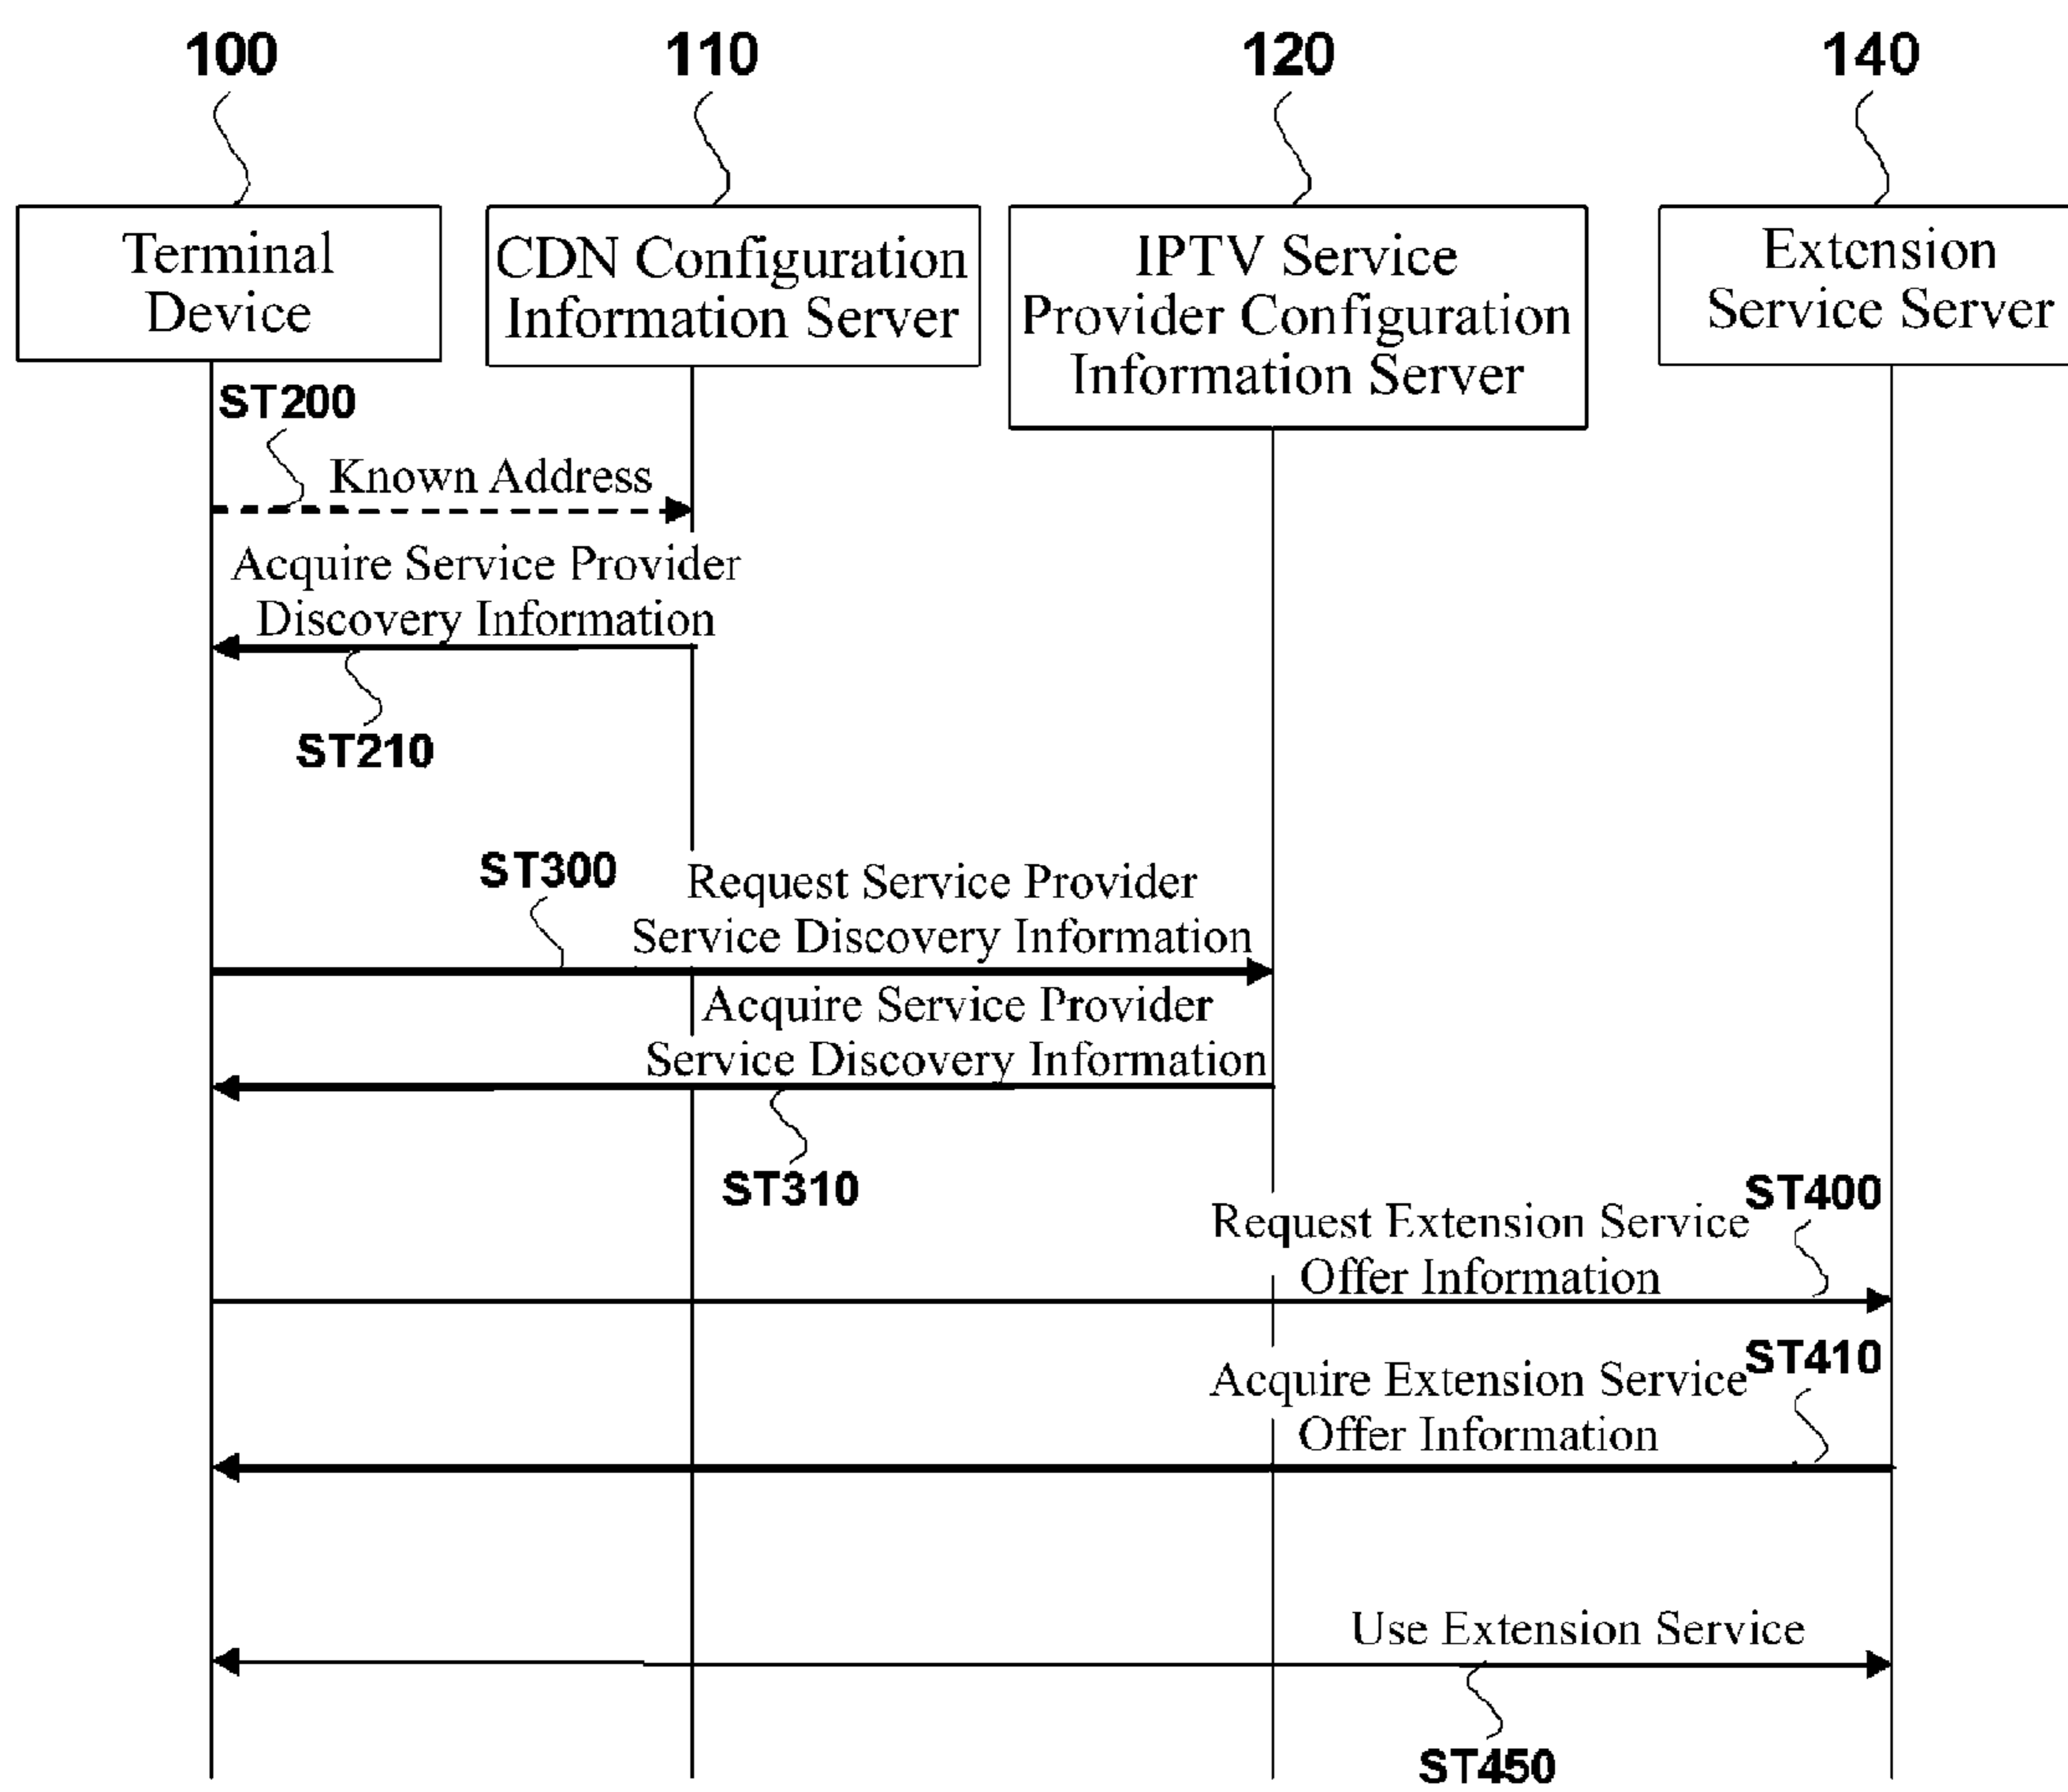 100
110
120
140
Terminal
Device
CDN Configuration
Information Server
IPTV Service
Provider Configuration
Information Server
Extension
Service Server
ST200
Known Address
Acquire Service Provider
Discovery Information
ST210
ST300
Request Service Provider
Service Discovery Information
Acquire Service Provider
Service Discovery Information
ST310
ST400
Request Extension Service
Offer Information
ST410
Acquire Extension Service
Offer Information
Use Extension Service
ST450